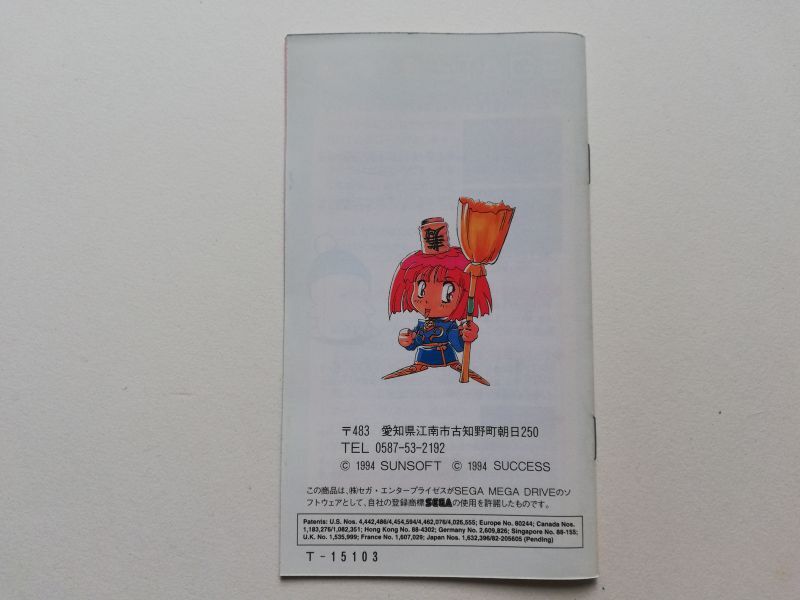 〒483 愛知県江南市古知野町朝日250
TEL 0587-53-2192
© 1994 SUNSOFT © 1994 SUCCESS
この商品は、㈱セガ・エンタープライゼスがSEGA MEGA DRIVEのソ
フトウェアとして、自社の登録商標SEGAの使用を許諾したものです。
Patents: U.S. Nos. 4,442,486/4,454,594/4,462,076/4,026,555; Europe No. 80244; Canada Nos.
1,183,276/1,082,351; Hong Kong No. 88-4302; Germany No. 2,609,826; Singapore No. 88-155;
U.K. No. 1,535,999; France No. 1,607,029; Japan Nos. 1,632,396/82-205605 (Pending)
T-15103